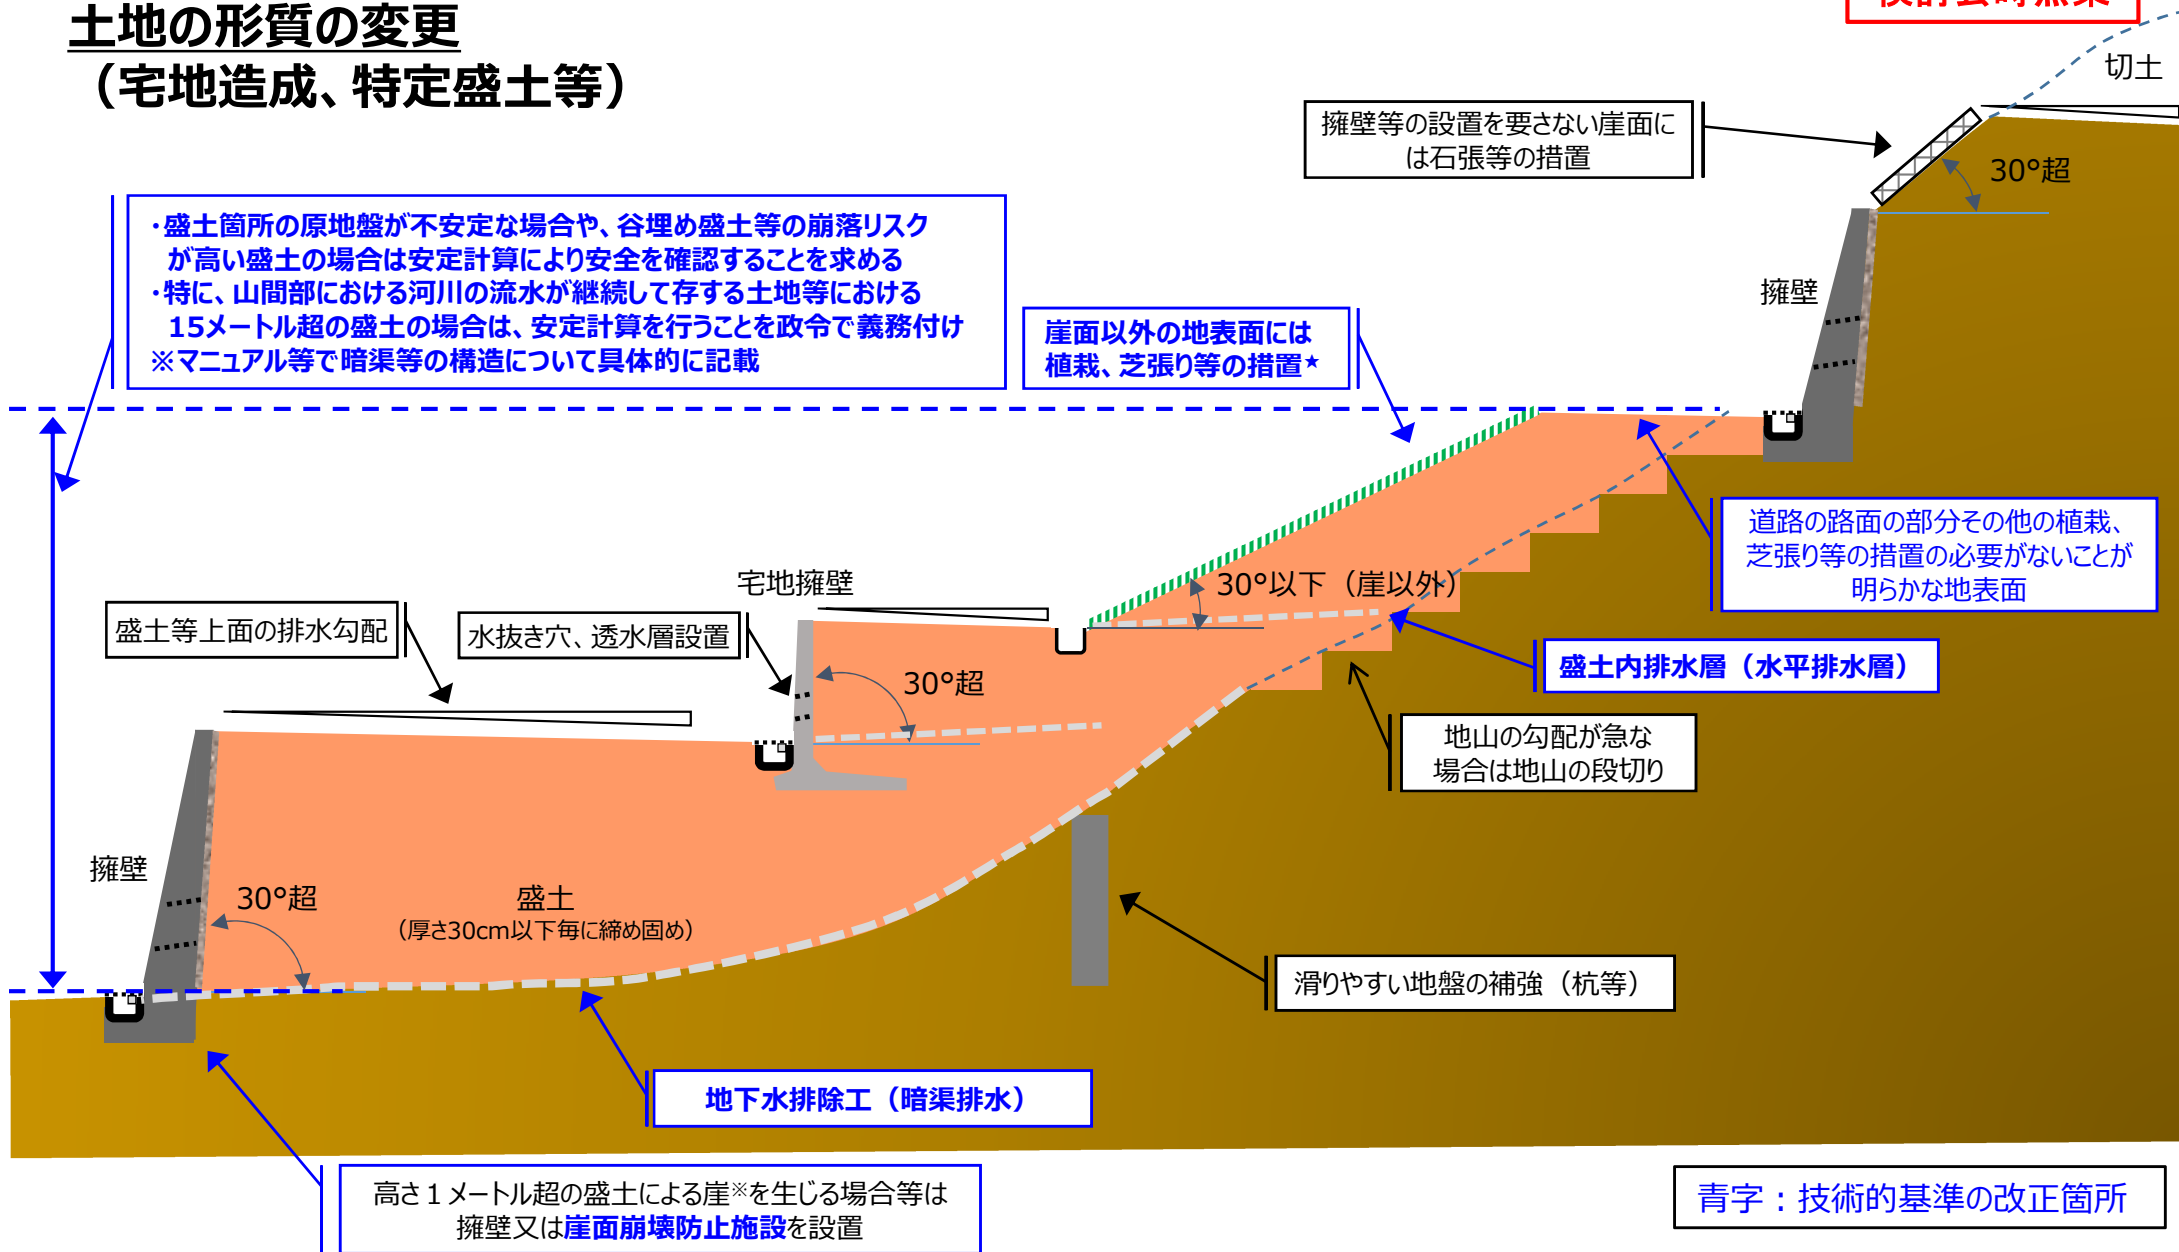 土地の形質の変更
（宅地造成、特定盛土等）
切土
擁壁等の設置を要さない崖面に
は石張等の措置
30°超
・盛土箇所の原地盤が不安定な場合や、谷埋め盛土等の崩落リスク
が高い盛土の場合は安定計算により安全を確認することを求める
・特に、山間部における河川の流水が継続して存する土地等における
15メートル超の盛土の場合は、安定計算を行うことを政令で義務付け
※マニュアル等で暗渠等の構造について具体的に記載
擁壁
崖面以外の地表面には
植栽、芝張り等の措置★
道路の路面の部分その他の植栽、
芝張り等の措置の必要がないことが
明らかな地表面
宅地擁壁
30°以下（崖以外）
盛土等上面の排水勾配
水抜き穴、透水層設置
盛土内排水層（水平排水層）
30°超
地山の勾配が急な
場合は地山の段切り
擁壁
30°超
盛土
（厚さ30cm以下毎に締め固め）
滑りやすい地盤の補強（杭等）
地下水排除工（暗渠排水）
高さ１メートル超の盛土による崖※を生じる場合等は
擁壁又は崖面崩壊防止施設を設置
青字：技術的基準の改正箇所